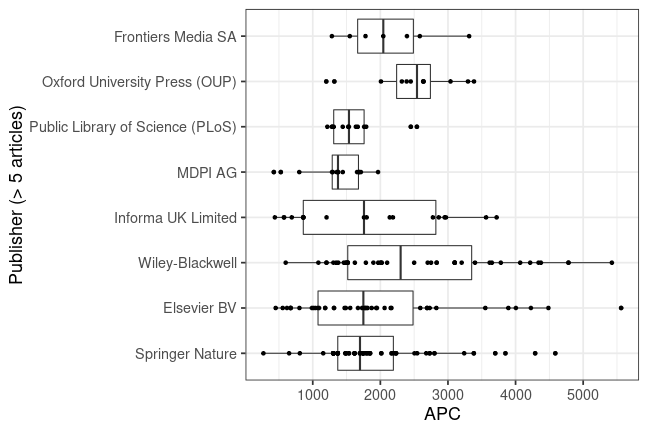 Publisher (> 5 articles)
Frontiers Media SA
Oxford University Press (OUP)
Public Library of Science (PLoS)
MDPI AG
Informa UK Limited
Wiley-Blackwell
Elsevier BV
Springer Nature
1000 2000 3000 4000 5000
APC